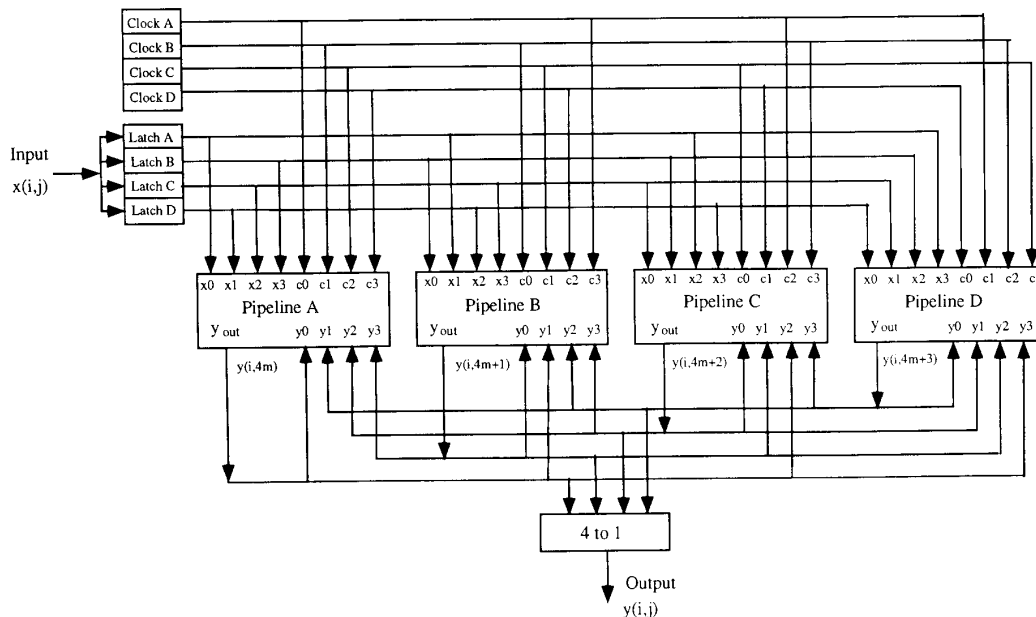 Clock A
Clock B
Clock C
Clock D
Input
x(i,j)
Latch A
Latch B
Latch C
Latch D
x0 x1 x2 x3 c0 c1 c2 c3
Pipeline A
y out y0 y1 y2 y3
x0 x1 x2 x3 c0 c1 c2 c3
Pipeline B
y out y0 y1 y2 y3
x0 x1 x2 x3 c0 c1 c2 c3
Pipeline C
y out y0 y1 y2 y3
x0 x1 x2 x3 c0 c1 c2
Pipeline D
y out y0 y1 y2 y3
y(i,4m)
y(i,4m+1)
y(i,4m+2)
y(i,4m+3)
4 to 1
Output
y(i,j)